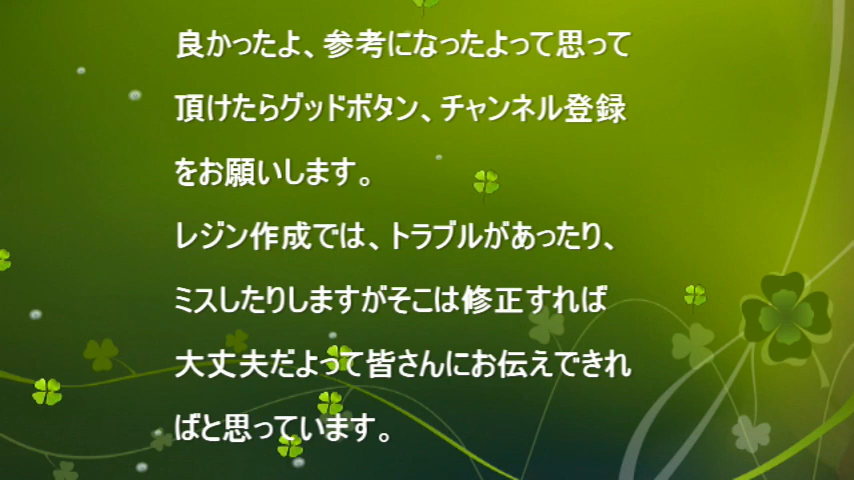 良かったよ、参考になったよって思って
頂けたらグッドボタン、チャンネル登録
をお願いします。
レジン作成では、トラブルがあったり、
ミスしたりしますがそこは修正すれば
大丈夫だよって皆さんにお伝えできれ
ばと思っています。